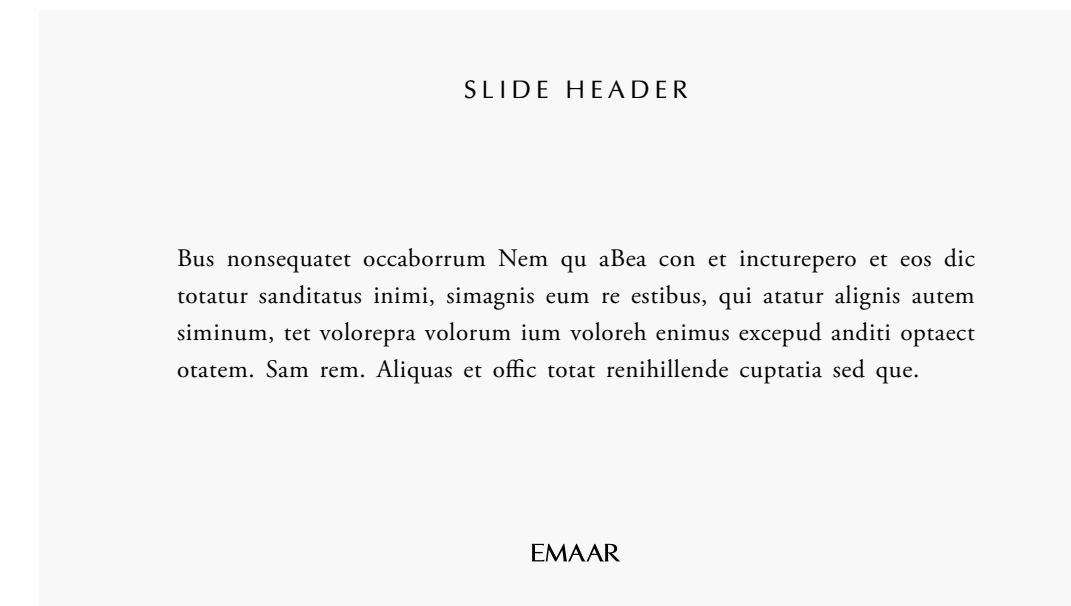 SLIDE HEADER
Bus nonsequatet occaborrum Nem qu aBea con et incturepero et eos dic
totatur sanditatus inimi, simagnis eum re estibus, qui atatur alignis autem
siminum, tet volorepra volorum ium voloreh enimus excepud anditi optaect
otatem. Sam rem. Aliquas et offic totat renihillende cuptatia sed que.
EMAAR